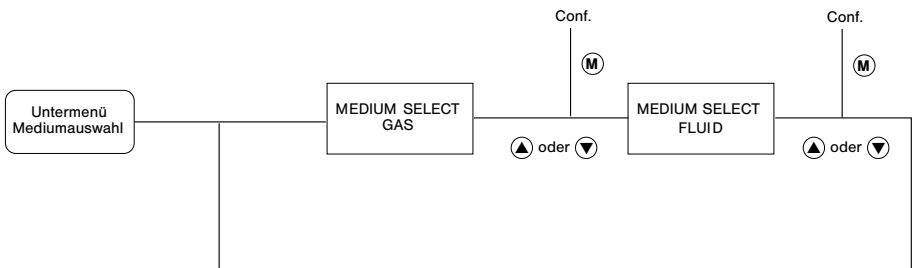 Conf.
Conf.
M
M
Untermenü
Mediumauswahl
MEDIUM SELECT
GAS
MEDIUM SELECT
FLUID
oder
oder